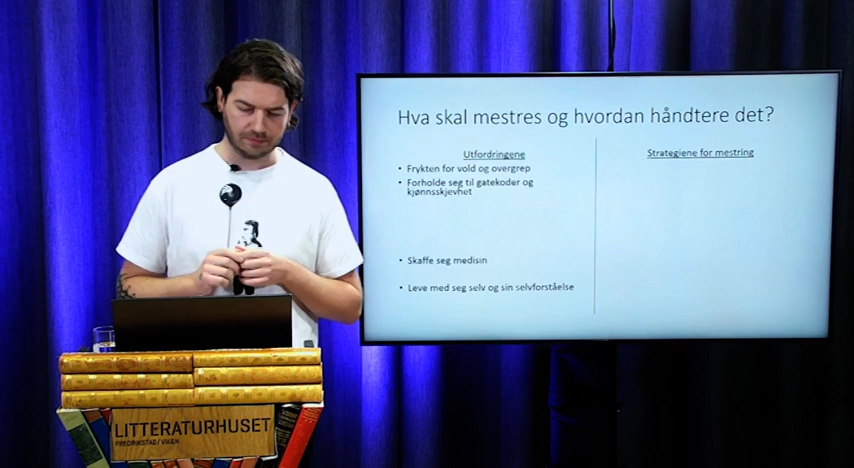 Hva skal mestres og hvordan håndtere det?
Utfordringene
• Frykten for vold og overgrep
• Forholde seg til gatekoder og
kjønnsskjevhet
• Skaffe seg medisin
• Leve med seg selv og sin selvforståelse
Strategiene for mestring
LITTERATURHUSET
FREDRIKSTAD/VIKEN